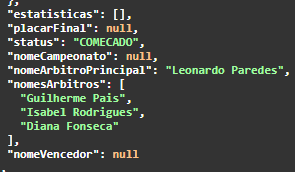 },
"estatisticas": [],
"placarFinal": null,
"status": "COMECADO",
"nomeCampeonato": null,
"nomeArbitroPrincipal": "Leonardo Paredes",
"nomesArbitros": [
"Guilherme Pais",
"Isabel Rodrigues",
"Diana Fonseca"
],
"nomeVencedor": null